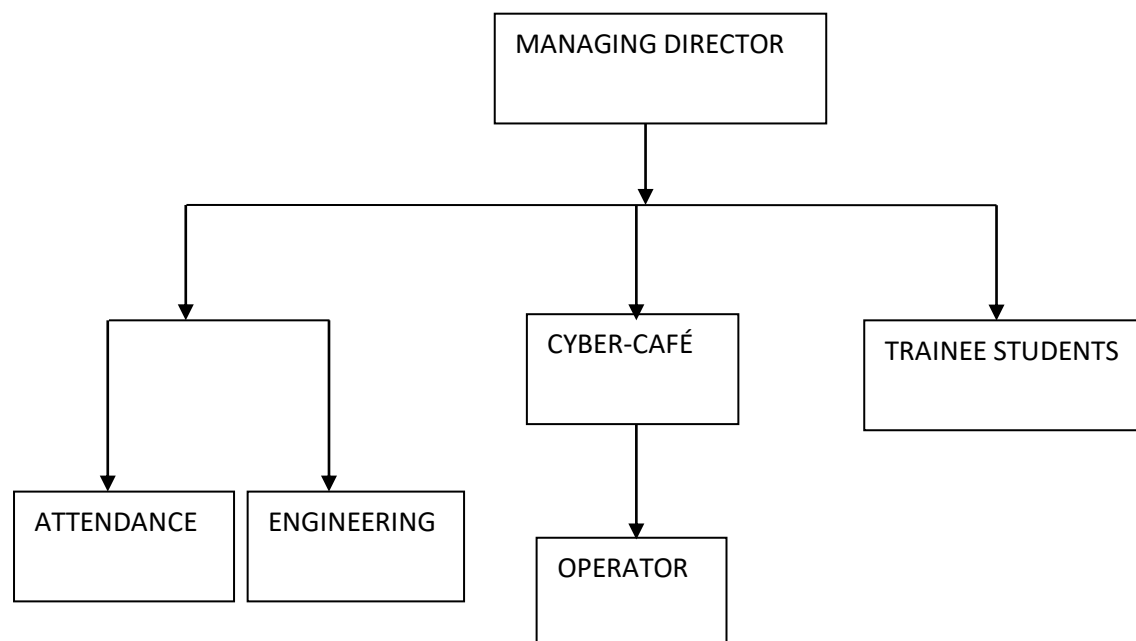 MANAGING DIRECTOR
CYBER-CAFÉ
TRAINEE STUDENTS
ATTENDANCE
ENGINEERING
OPERATOR